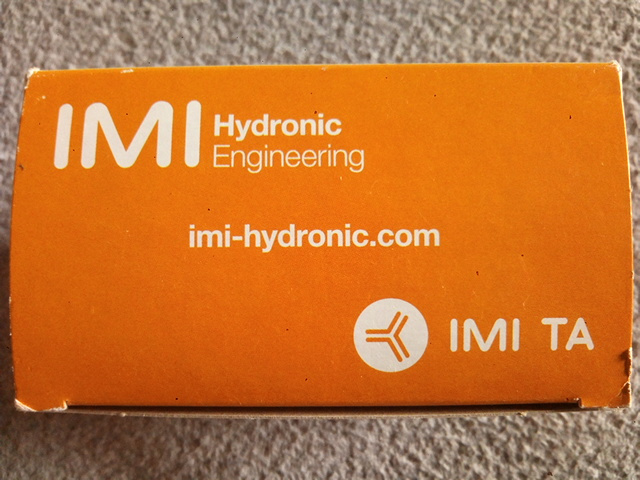 IMI Hydronic
Engineering
imi-hydronic.com
IMI TA